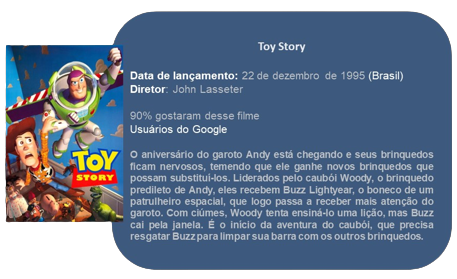 Toy Story
Data de lançamento: 22 de dezembro de 1995 (Brasil)
Diretor: John Lasseter
90% gostaram desse filme
Usuários do Google
O aniversário do garoto Andy está chegando e seus brinquedos
ficam nervosos, temendo que ele ganhe novos brinquedos que
possam substituí-los. Liderados pelo caubói Woody, o brinquedo
predileto de Andy, eles recebem Buzz Lightyear, o boneco de um
patrulheiro espacial, que logo passa a receber mais atenção do
garoto. Com ciúmes, Woody tenta ensiná-lo uma lição, mas Buzz
cai pela janela. É o início da aventura do caubói, que precisa
resgatar Buzz para limpar sua barra com os outros brinquedos.
TOY
STORY